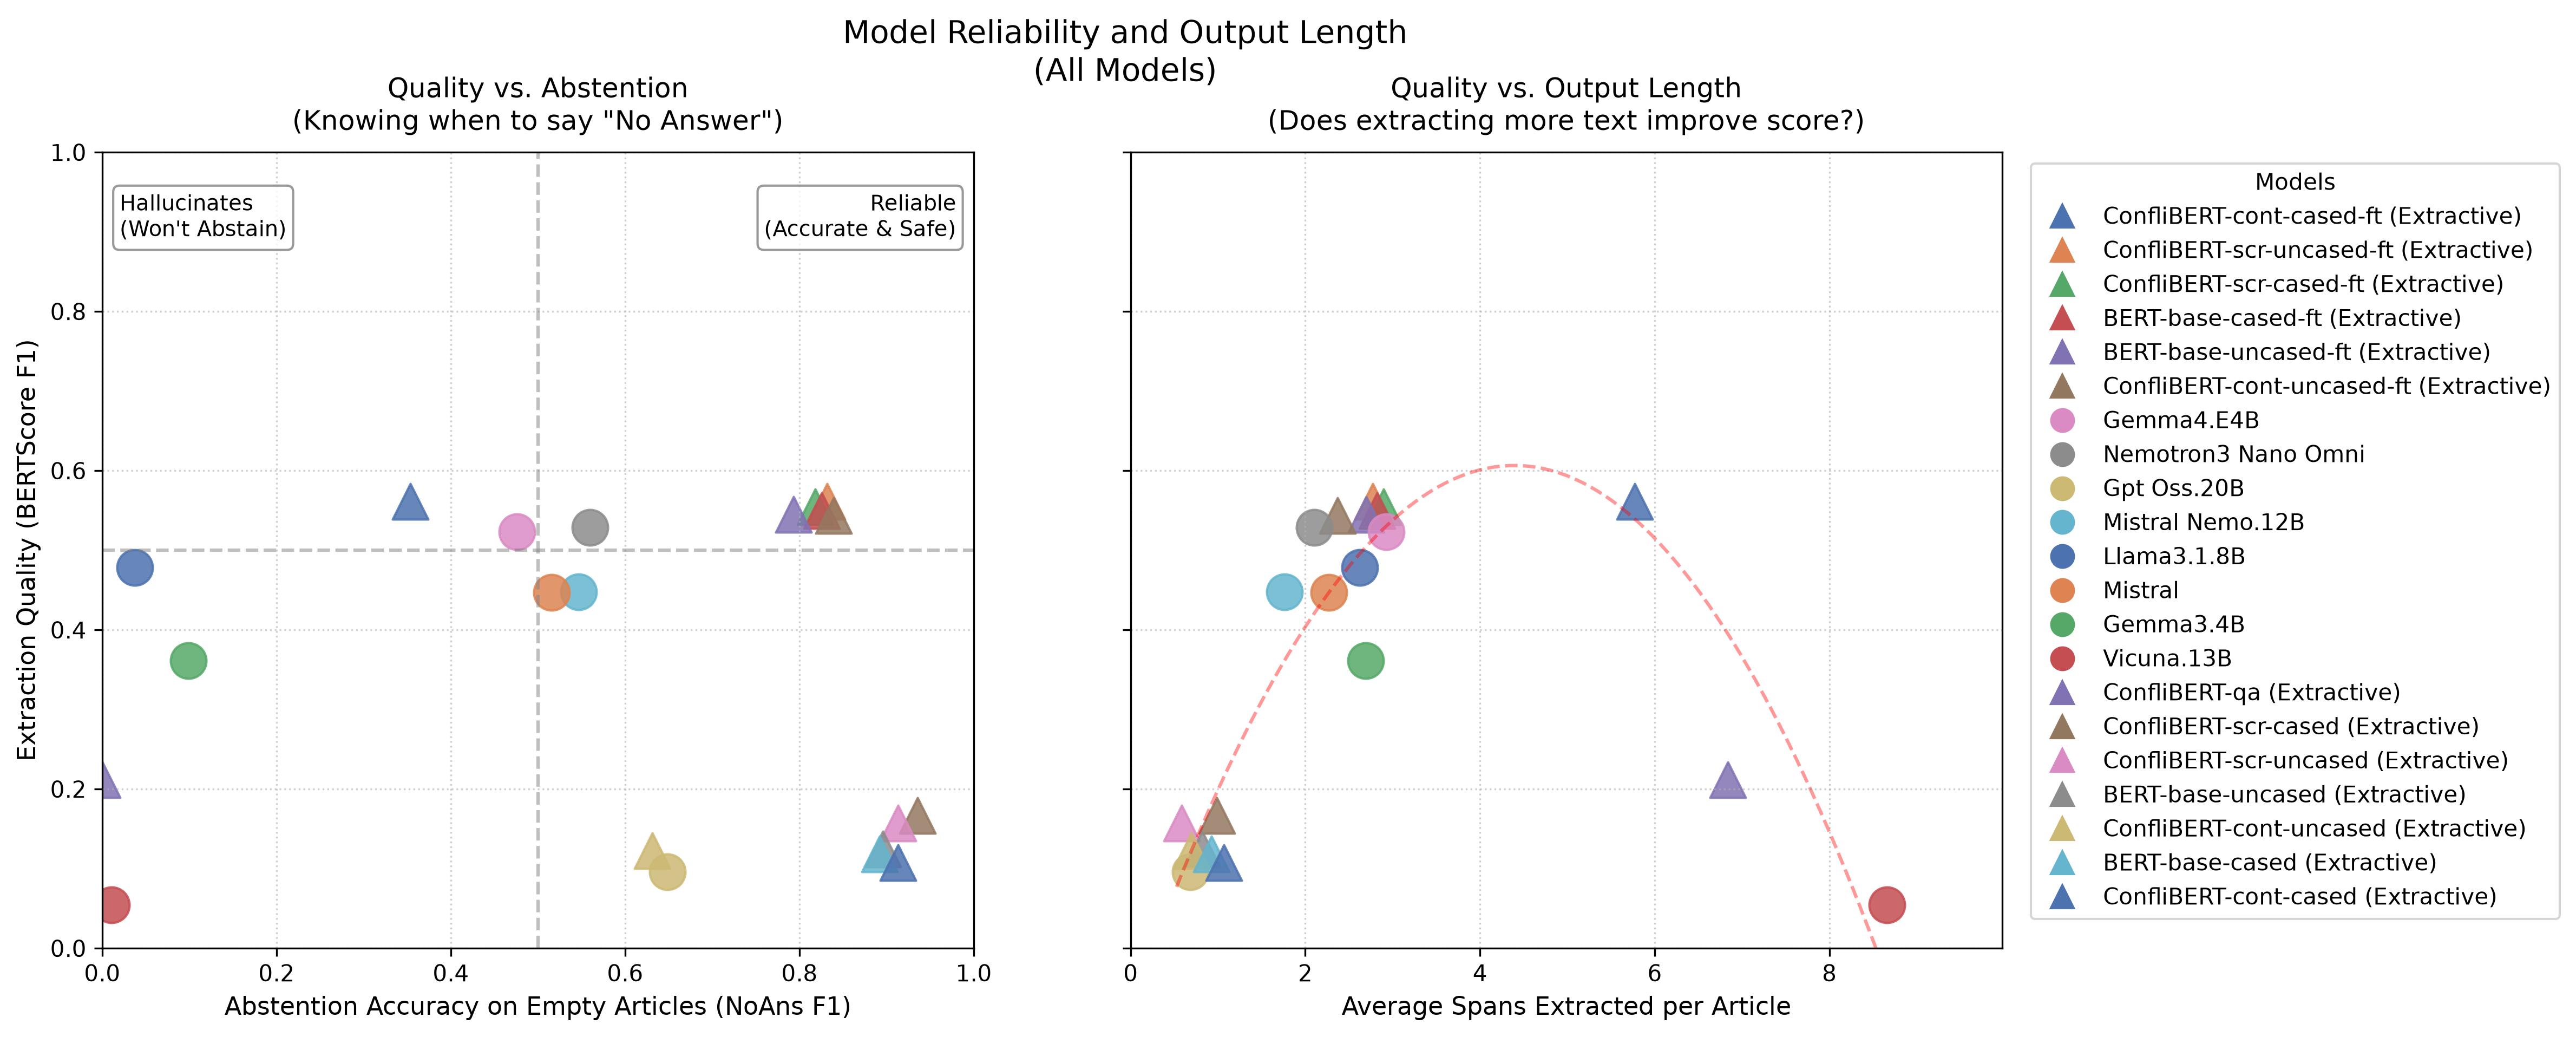 Model Reliability and Output Length
(All Models)
Quality vs. Abstention
(Knowing when to say "No Answer")
Extraction Quality (BERTScore F1)
1.0
0.8
0.6
0.4
0.2
0.0
Hallucinates
(Won't Abstain)
Reliable
(Accurate & Safe)
0.0 0.2 0.4 0.6 0.8 1.0
Abstention Accuracy on Empty Articles (NoAns F1)
Quality vs. Output Length
(Does extracting more text improve score?)
0 2 4 6 8
Average Spans Extracted per Article
Models
ConfliBERT-cont-cased-ft (Extractive)
ConfliBERT-scr-uncased-ft (Extractive)
ConfliBERT-scr-cased-ft (Extractive)
BERT-base-cased-ft (Extractive)
BERT-base-uncased-ft (Extractive)
ConfliBERT-cont-uncased-ft (Extractive)
Gemma4.E4B
Nemotron3 Nano Omni
Gpt Oss.20B
Mistral Nemo.12B
Llama3.1.8B
Mistral
Gemma3.4B
Vicuna.13B
ConfliBERT-qa (Extractive)
ConfliBERT-scr-cased (Extractive)
ConfliBERT-scr-uncased (Extractive)
BERT-base-uncased (Extractive)
ConfliBERT-cont-uncased (Extractive)
BERT-base-cased (Extractive)
ConfliBERT-cont-cased (Extractive)